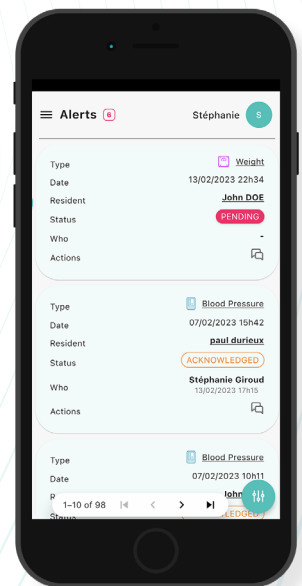 Alerts 6 Stéphanie S
Type Weight
Date 13/02/2023 22h34
Resident John DOE
Status PENDING
Who -
Actions
Type Blood Pressure
Date 07/02/2023 15h42
Resident paul durieux
Status ACKNOWLEDGED
Who Stéphanie Giroud
13/02/2023 17h15
Actions
Type Blood Pressure
Date 07/02/2023 10h11
John
1–10 of 98
Status